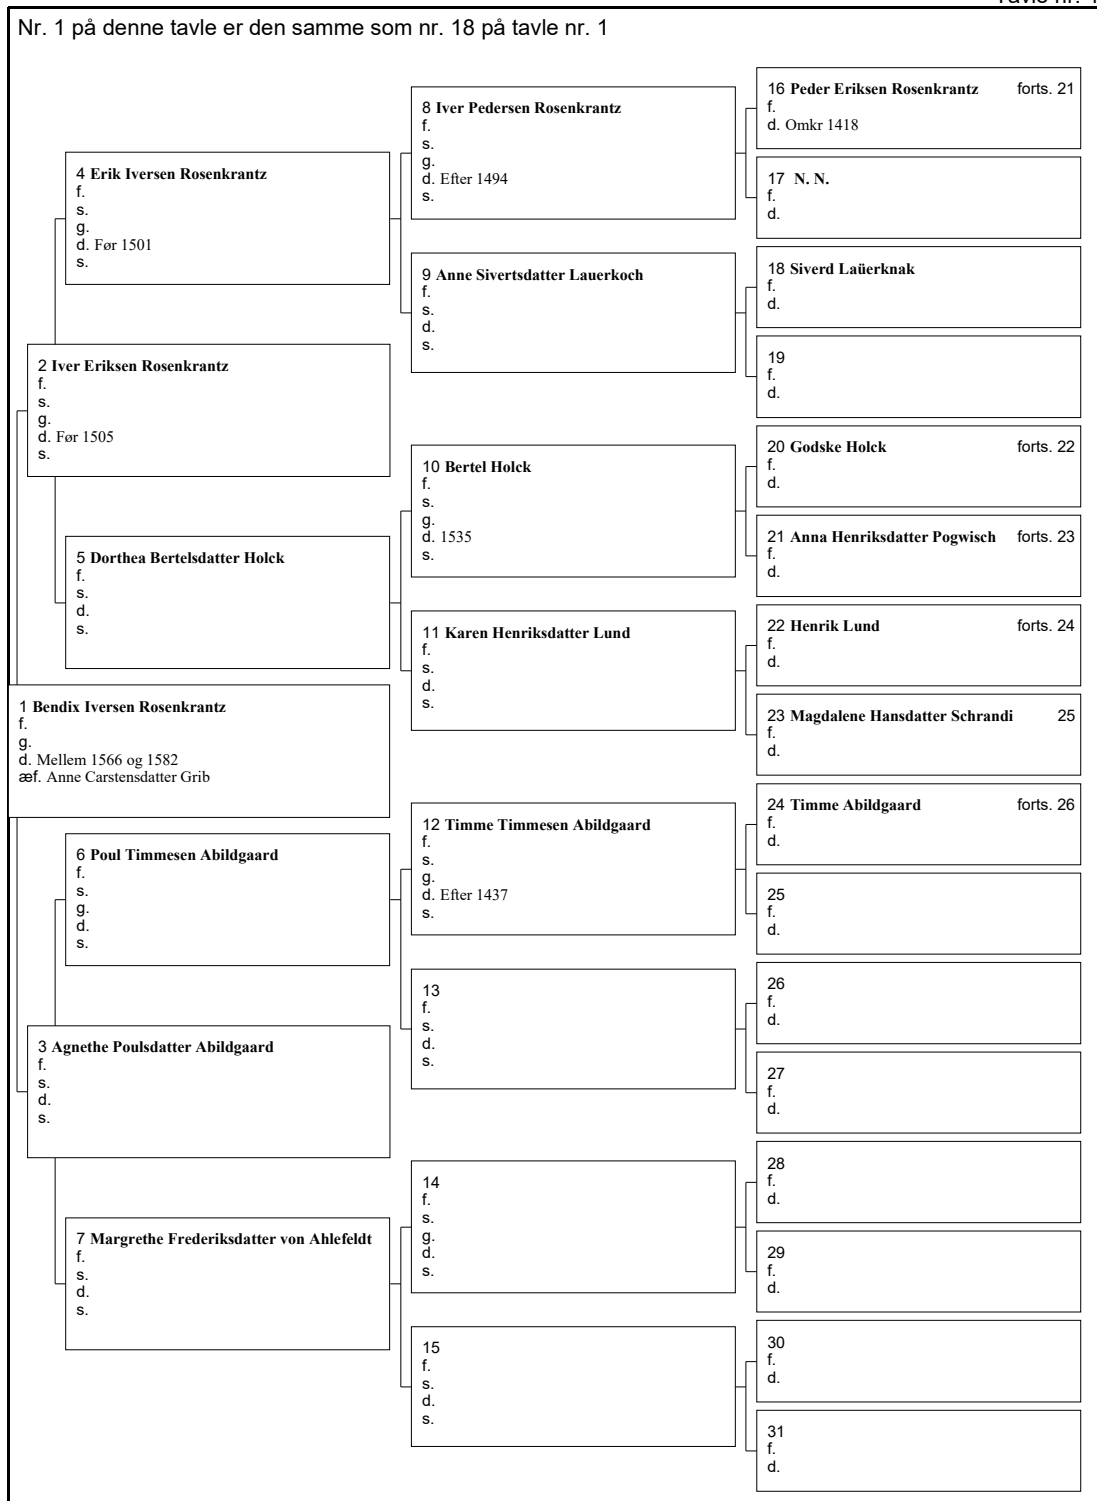 Nr. 1 på denne tavle er den samme som nr. 18 på tavle nr. 1
16 Peder Eriksen Rosenkrantz forts. 21
f.
d. Omkr 1418
8 Iver Pedersen Rosenkrantz
f.
s.
g.
d. Efter 1494
s.
17 N. N.
f.
d.
4 Erik Iversen Rosenkrantz
f.
s.
g.
d. Før 1501
s.
18 Siverd Laüerknak
f.
d.
9 Anne Sivertsdatter Lauerkoch
f.
s.
d.
s.
19
f.
d.
2 Iver Eriksen Rosenkrantz
f.
s.
g.
d. Før 1505
s.
20 Godske Holck forts. 22
f.
d.
10 Bertel Holck
f.
s.
g.
d. 1535
s.
21 Anna Henriksdatter Pogwisch forts. 23
f.
d.
5 Dorthea Bertelsdatter Holck
f.
s.
d.
s.
22 Henrik Lund forts. 24
f.
d.
11 Karen Henriksdatter Lund
f.
s.
d.
s.
23 Magdalene Hansdatter Schrandi 25
f.
d.
1 Bendix Iversen Rosenkrantz
f.
g.
d. Mellem 1566 og 1582
æf. Anne Carstensdatter Grib
24 Timme Abildgaard forts. 26
f.
d.
12 Timme Timmesen Abildgaard
f.
s.
g.
d. Efter 1437
s.
25
f.
d.
6 Poul Timmesen Abildgaard
f.
s.
g.
d.
s.
26
f.
d.
13
f.
s.
d.
s.
27
f.
d.
3 Agnethe Poulsdatter Abildgaard
f.
s.
d.
s.
28
f.
d.
14
f.
s.
g.
d.
s.
29
f.
d.
7 Margrethe Frederiksdatter von Ahlefeldt
f.
s.
d.
s.
30
f.
d.
15
f.
s.
d.
s.
31
f.
d.